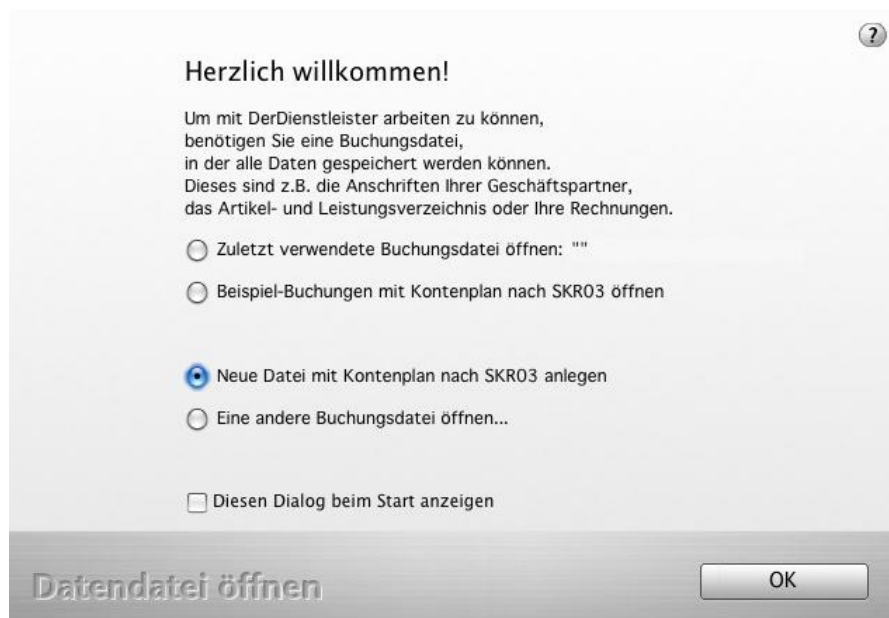 ?
Herzlich willkommen!
Um mit DerDienstleister arbeiten zu können,
benötigen Sie eine Buchungsdatei,
in der alle Daten gespeichert werden können.
Dieses sind z.B. die Anschriften Ihrer Geschäftspartner,
das Artikel- und Leistungsverzeichnis oder Ihre Rechnungen.
Zuletzt verwendete Buchungsdatei öffnen: ""
Beispiel-Buchungen mit Kontenplan nach SKR03 öffnen
Neue Datei mit Kontenplan nach SKR03 anlegen
Eine andere Buchungsdatei öffnen...
Diesen Dialog beim Start anzeigen
Datendatei öffnen
OK